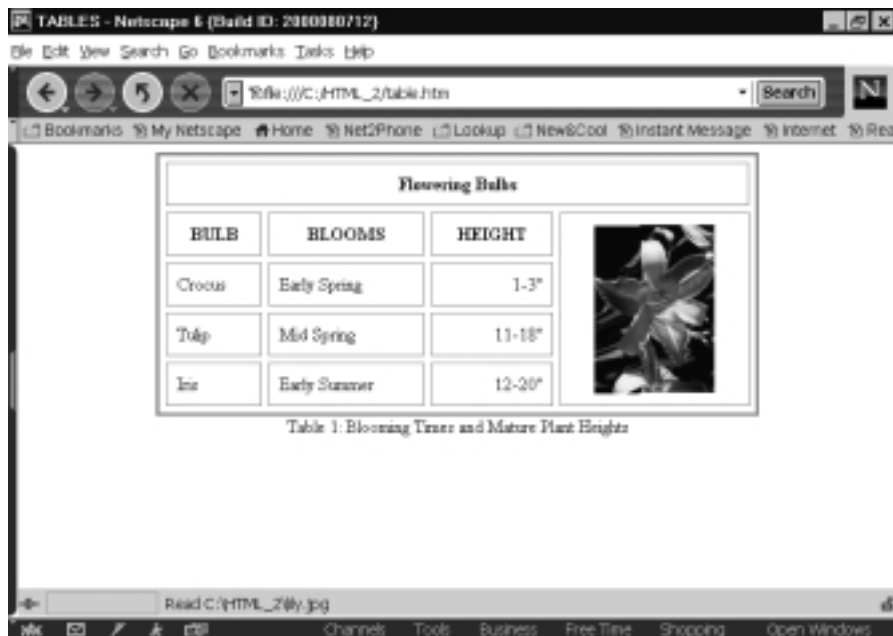 TABLES - Netscape 6 {Build ID: 2000080712}
File Edit View Search Go Bookmarks Tasks Help
file:///C:/HTML_2/table.htm Search N
Bookmarks My Netscape Home Net2Phone Lookup New&Cool Instant Message Internet Rea
Flowering Bulbs
BULB BLOOMS HEIGHT
Crocus Early Spring 1-3"
Tulip Mid Spring 11-18"
Iris Early Summer 12-20"
Table 1: Blooming Times and Mature Plant Heights
Read C:\HTML_2\lily.jpg
Channels Tools Business Free Time Shopping Open Windows